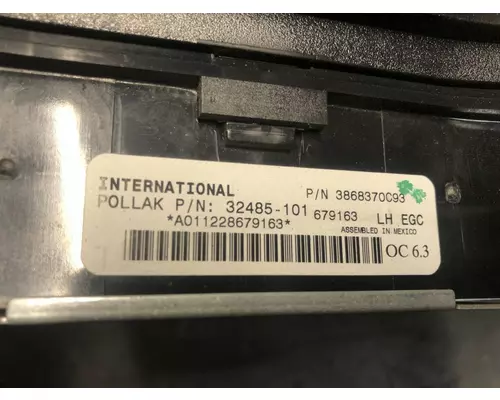 INTERNATIONAL P/N 3868370C93
POLLAK P/N: 32485-101 679163 LH EGC
*A011228679163* ASSEMBLED IN MEXICO
OC 6.3